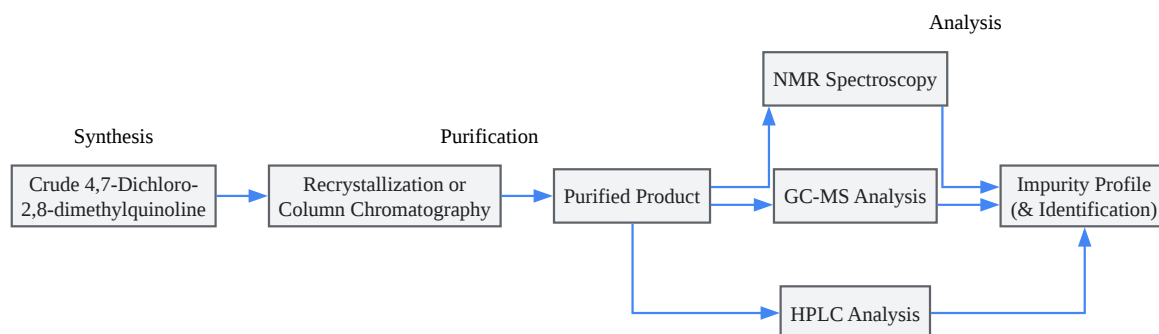 Analysis
NMR Spectroscopy
Synthesis
Purification
Crude 4,7-Dichloro-
2,8-dimethylquinoline
Recrystallization or
Column Chromatography
Purified Product
GC-MS Analysis
Impurity Profile
(& Identification)
HPLC Analysis